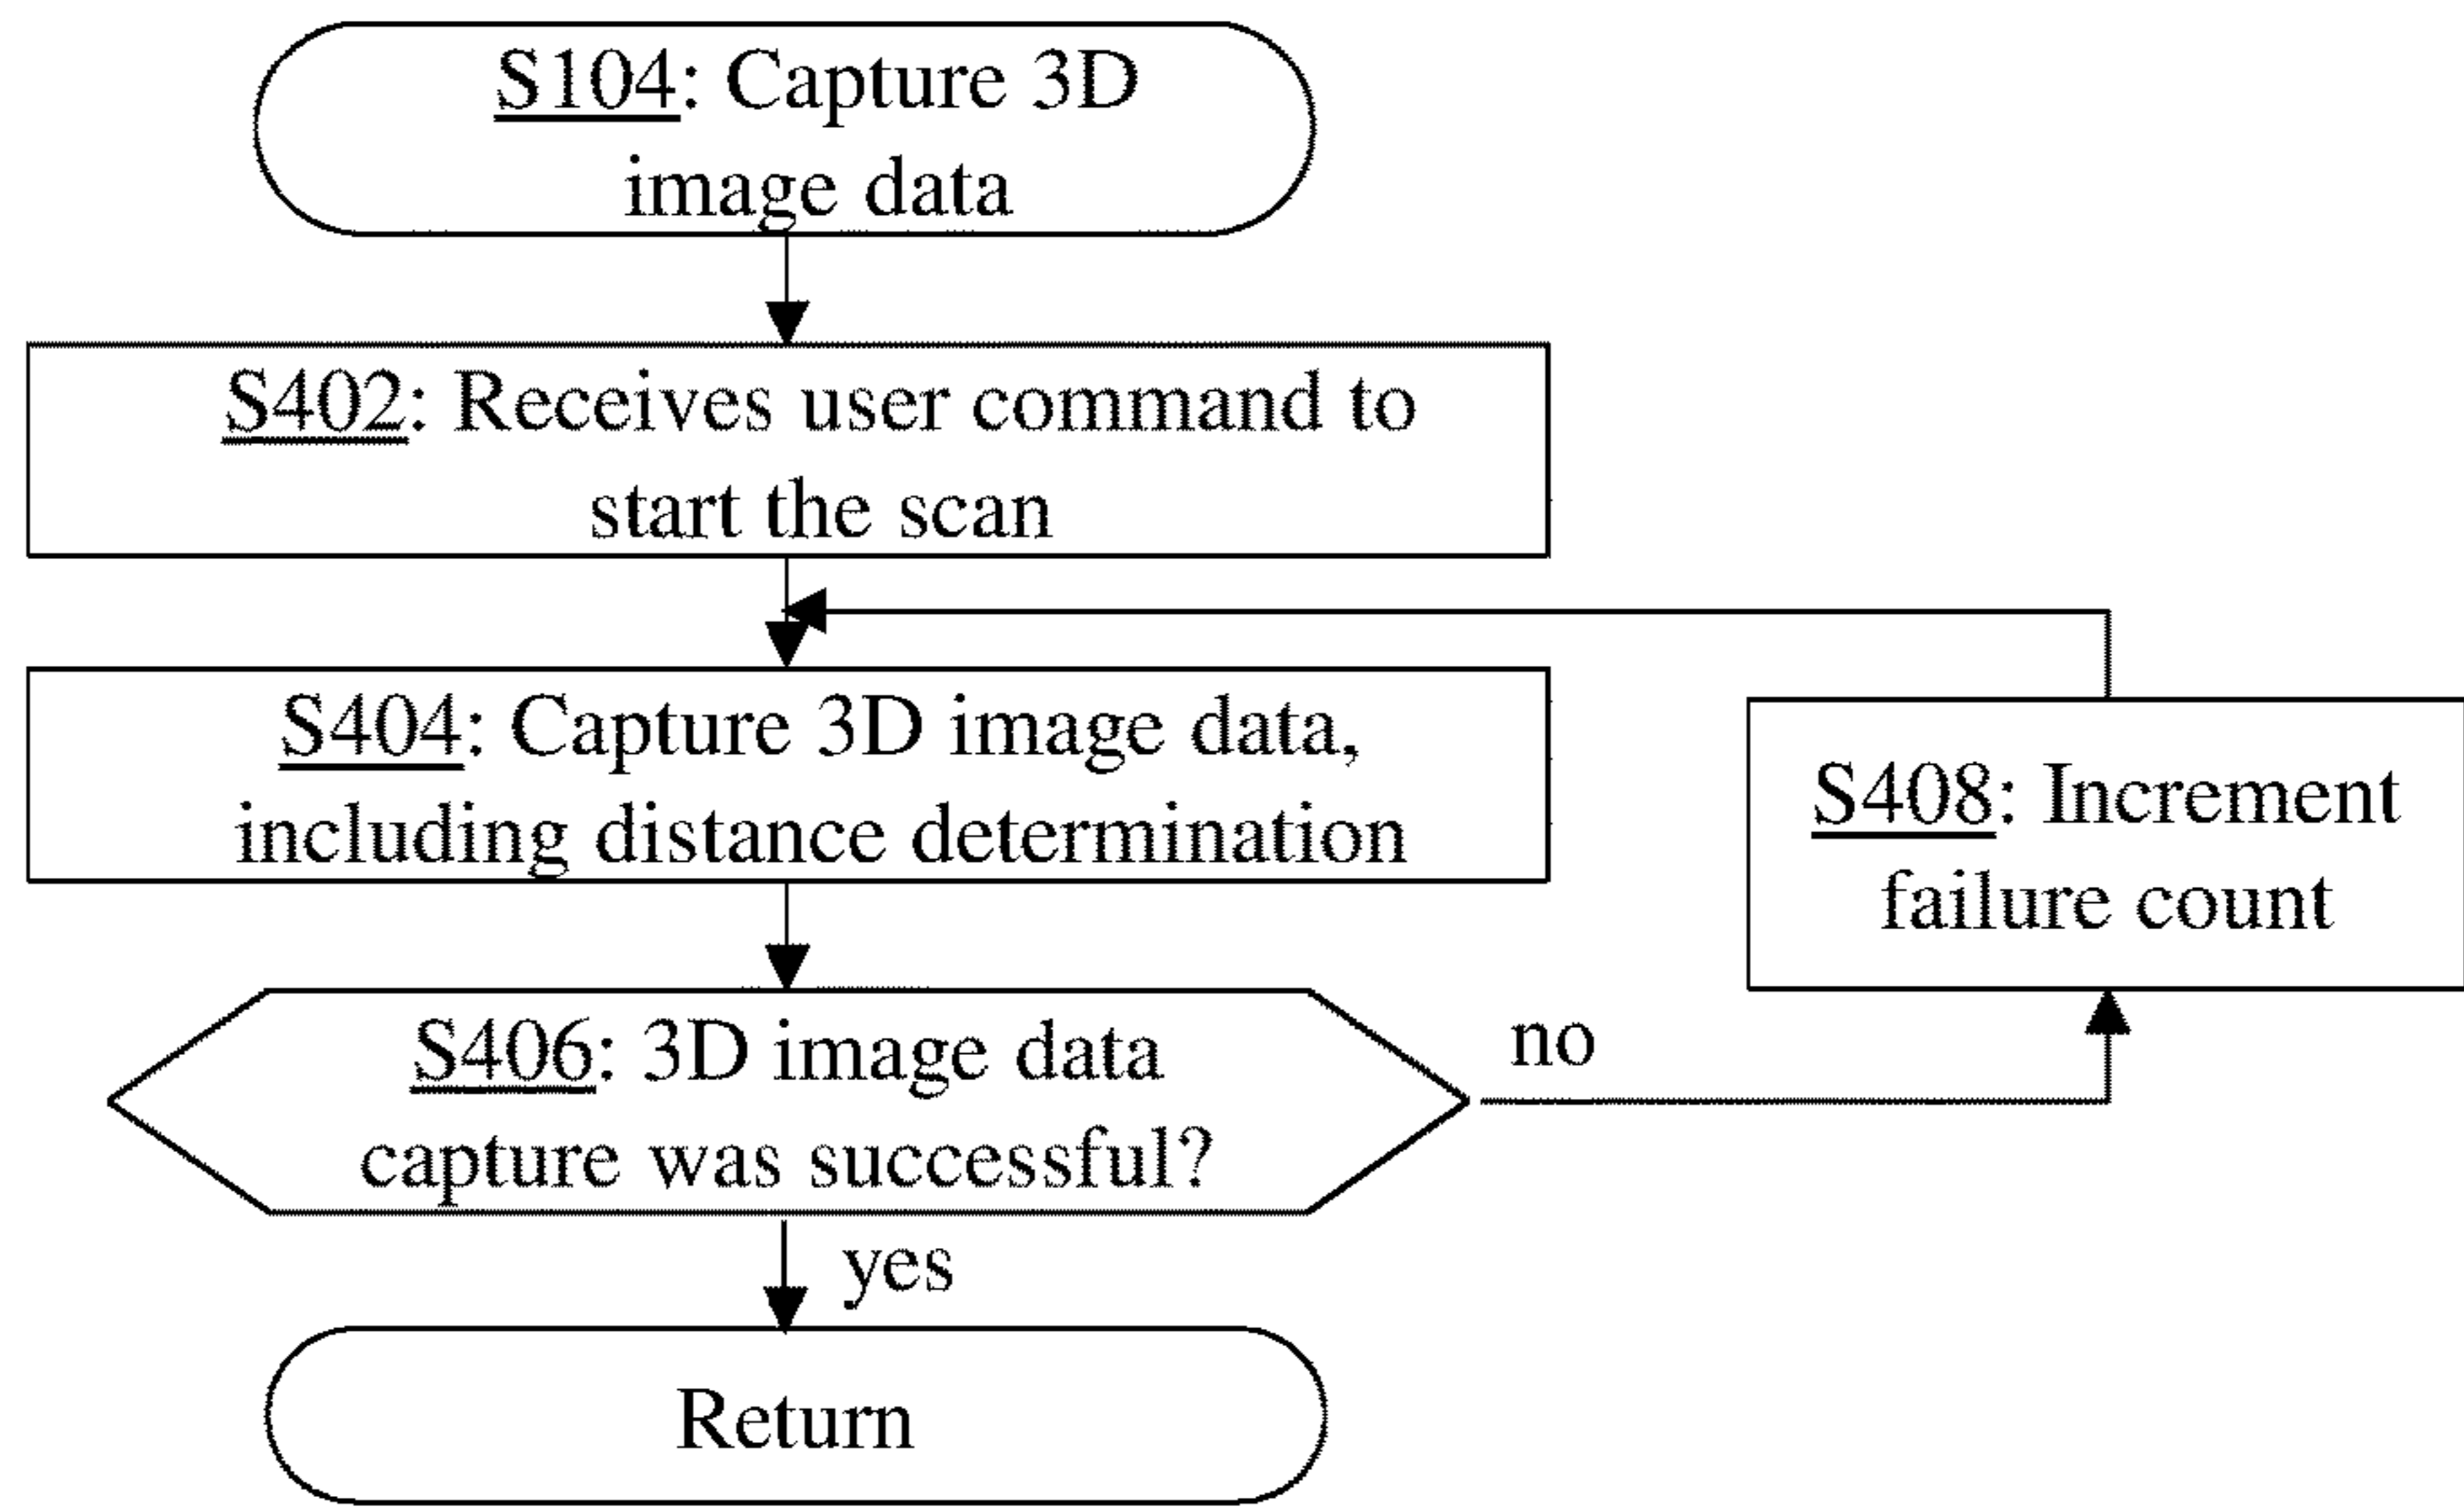 S104: Capture 3D
image data
S402: Receives user command to
start the scan
S404: Capture 3D image data,
including distance determination
S408: Increment
failure count
S406: 3D image data
capture was successful?
no
yes
Return